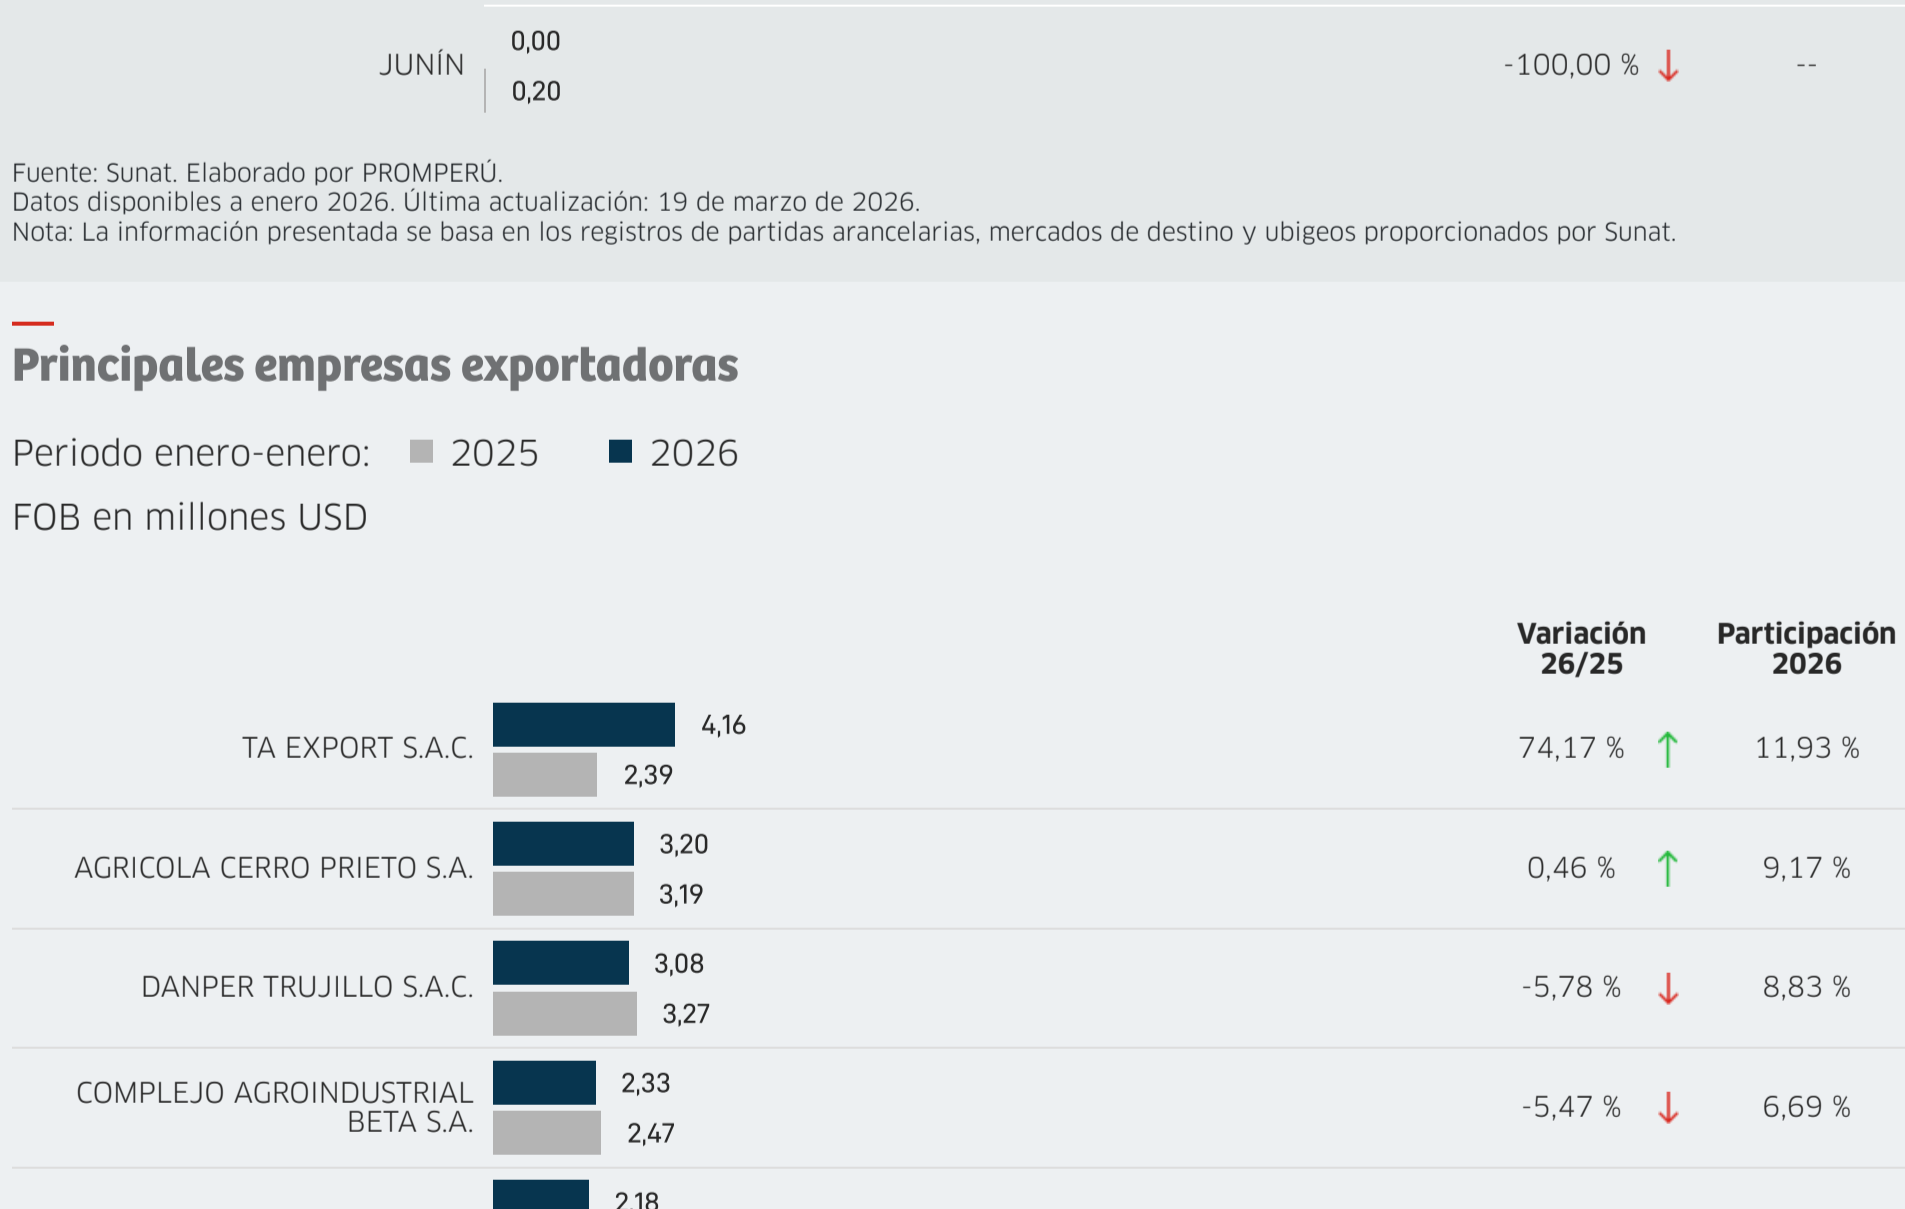 0,00
JUNÍN -100,00 % --
0,20
Fuente: Sunat. Elaborado por PROMPERÚ.
Datos disponibles a enero 2026. Última actualización: 19 de marzo de 2026.
Nota: La información presentada se basa en los registros de partidas arancelarias, mercados de destino y ubigeos proporcionados por Sunat.
Principales empresas exportadoras
Periodo enero-enero: 2025 2026
FOB en millones USD
Variación Participación
26/25 2026
4,16
TA EXPORT S.A.C. 74,17 % 11,93 %
2,39
3,20
AGRICOLA CERRO PRIETO S.A. 0,46 % 9,17 %
3,19
3,08
DANPER TRUJILLO S.A.C. -5,78 % 8,83 %
3,27
2,33
COMPLEJO AGROINDUSTRIAL
BETA S.A. -5,47 % 6,69 %
2,47
2,18